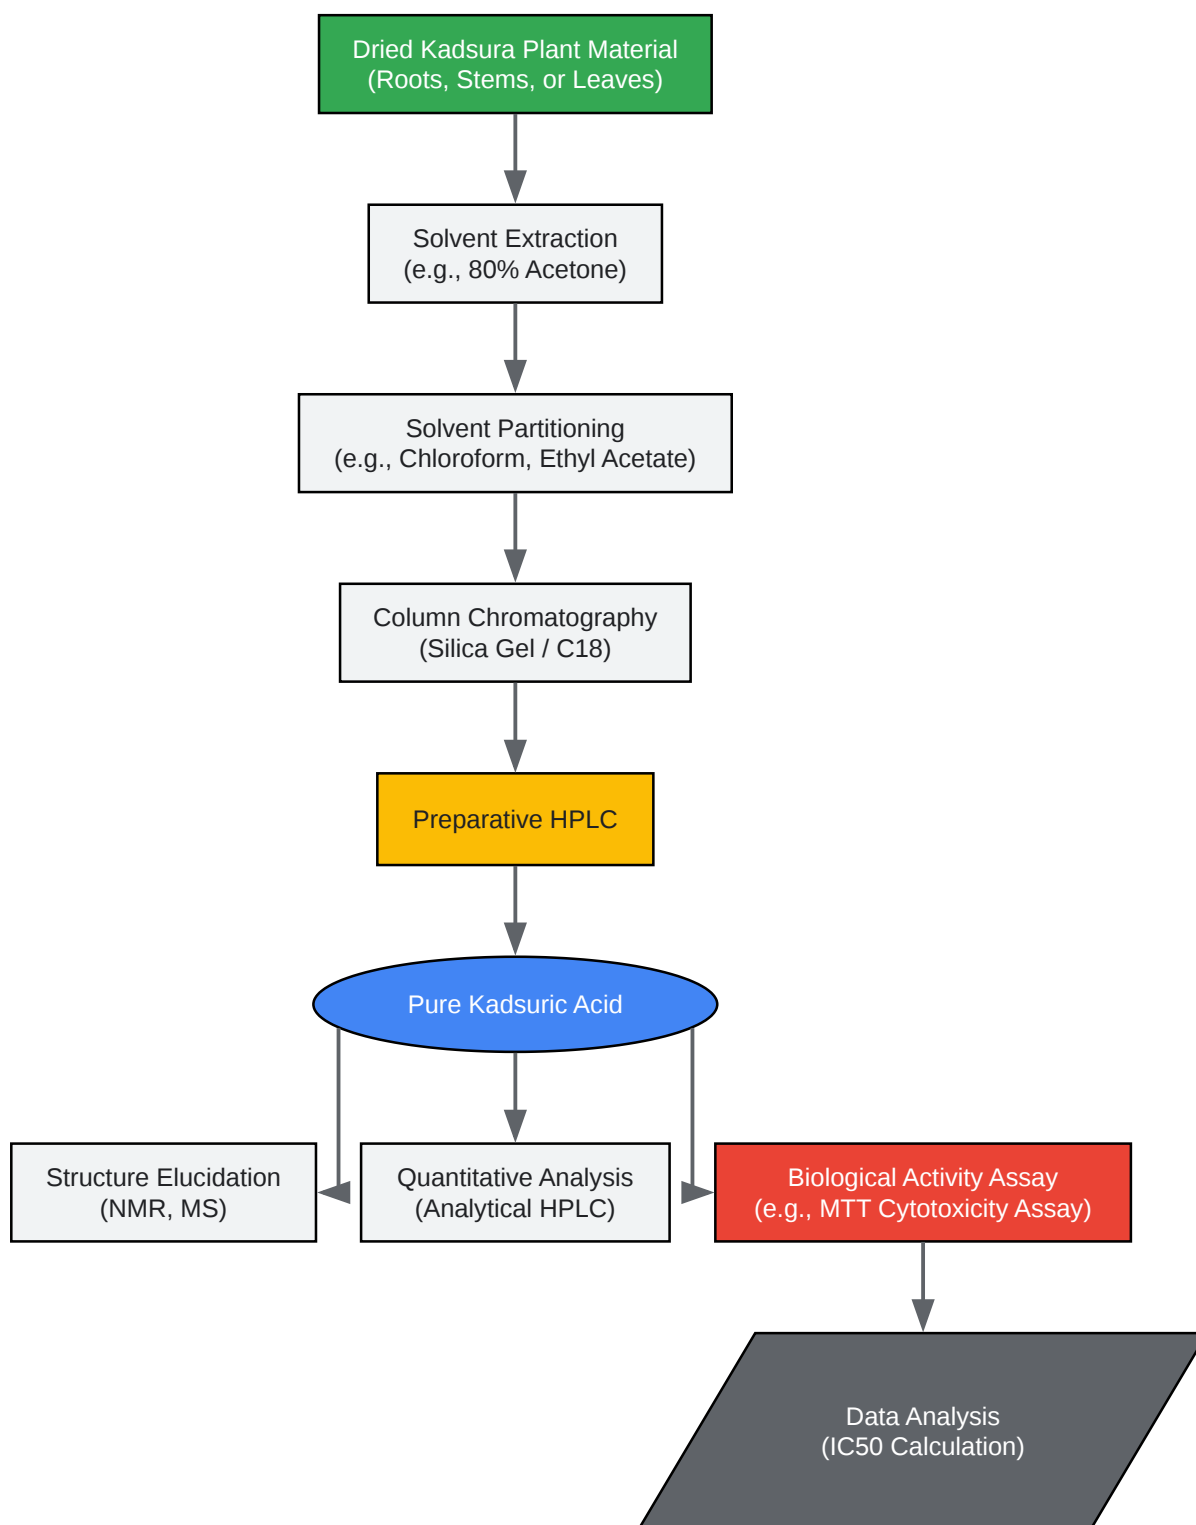 Dried Kadsura Plant Material
(Roots, Stems, or Leaves)
Solvent Extraction
(e.g., 80% Acetone)
Solvent Partitioning
(e.g., Chloroform, Ethyl Acetate)
Column Chromatography
(Silica Gel / C18)
Preparative HPLC
Pure Kadsuric Acid
Structure Elucidation
(NMR, MS)
Quantitative Analysis
(Analytical HPLC)
Biological Activity Assay
(e.g., MTT Cytotoxicity Assay)
Data Analysis
(IC50 Calculation)